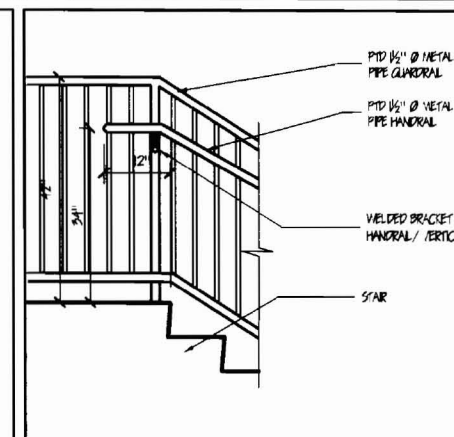 PTD 1½" Ø METAL
PIPE GUARDRAIL
PTD 1½" Ø METAL
PIPE HANDRAIL
12"
42"
34"
WELDED BRACKET
HANDRAIL / VERTIC
STAIR